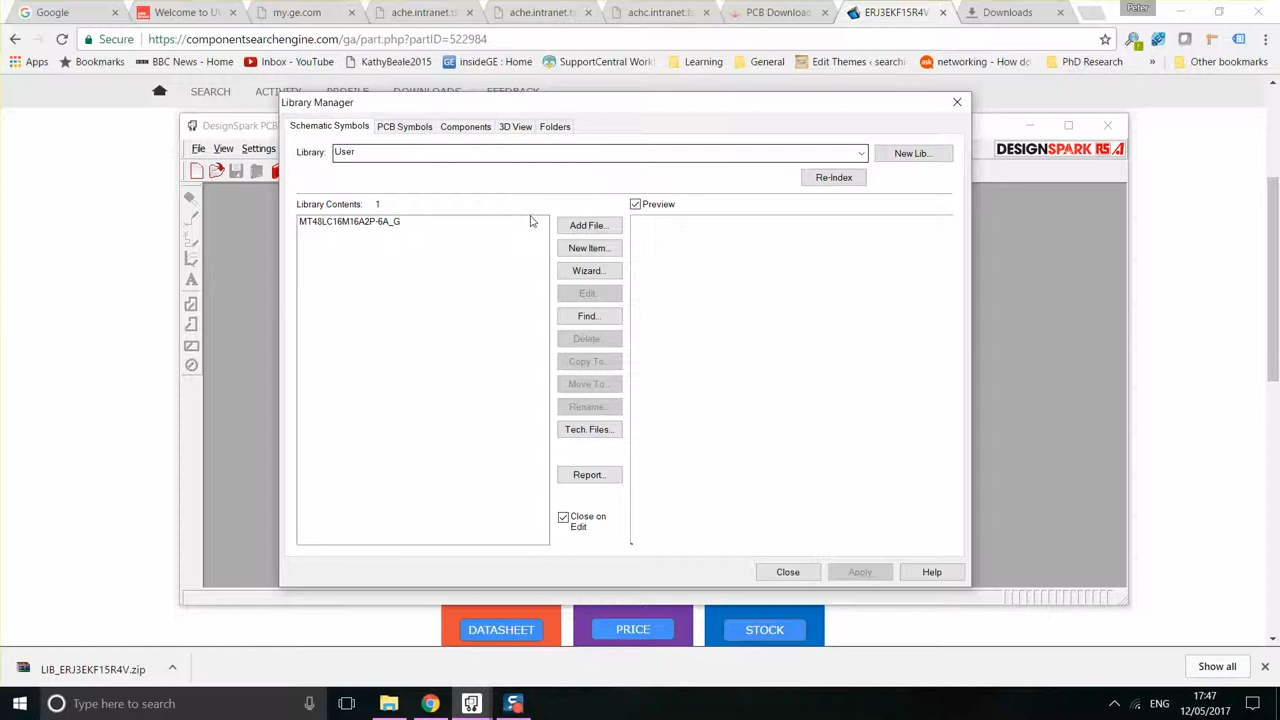 Google
Welcome to U
my.ge.com
ache.intranet.ts
ache.intranet.ty
PCB Download
ERJ3EKF15R4V
Downloads
Peter
Secure
https://componentsearchengine.com/ga/part.php?partID=522984
Apps
Bookmarks
BBC News - Home
Inbox - YouTube
KathyBeale2015
insideGE : Home
SupportCentral Work
Learning
General
Edit Themes ‹ search
networking - How do
PhD Research
Other Bookmarks
SEARCH
DesignSpark PCB
File View Settings
DESIGNSPARK RS
Library Manager
Schematic Symbols
PCB Symbols
Components
3D View
Folders
Library:
User
New Lib...
Re-Index
Library Contents: 1
Preview
MT48LC16M16A2P-6A_G
Add File...
New Item...
Wizard...
Edit.
Find...
Delete...
Copy To...
Move To...
Rename...
Tech. Files...
Report...
Close on
Edit
Close
Apply
Help
DATASHEET
PRICE
STOCK
LIB_ERJ3EKF15R4V.zip
Show all
Type here to search
ENG
17:47
12/05/2017